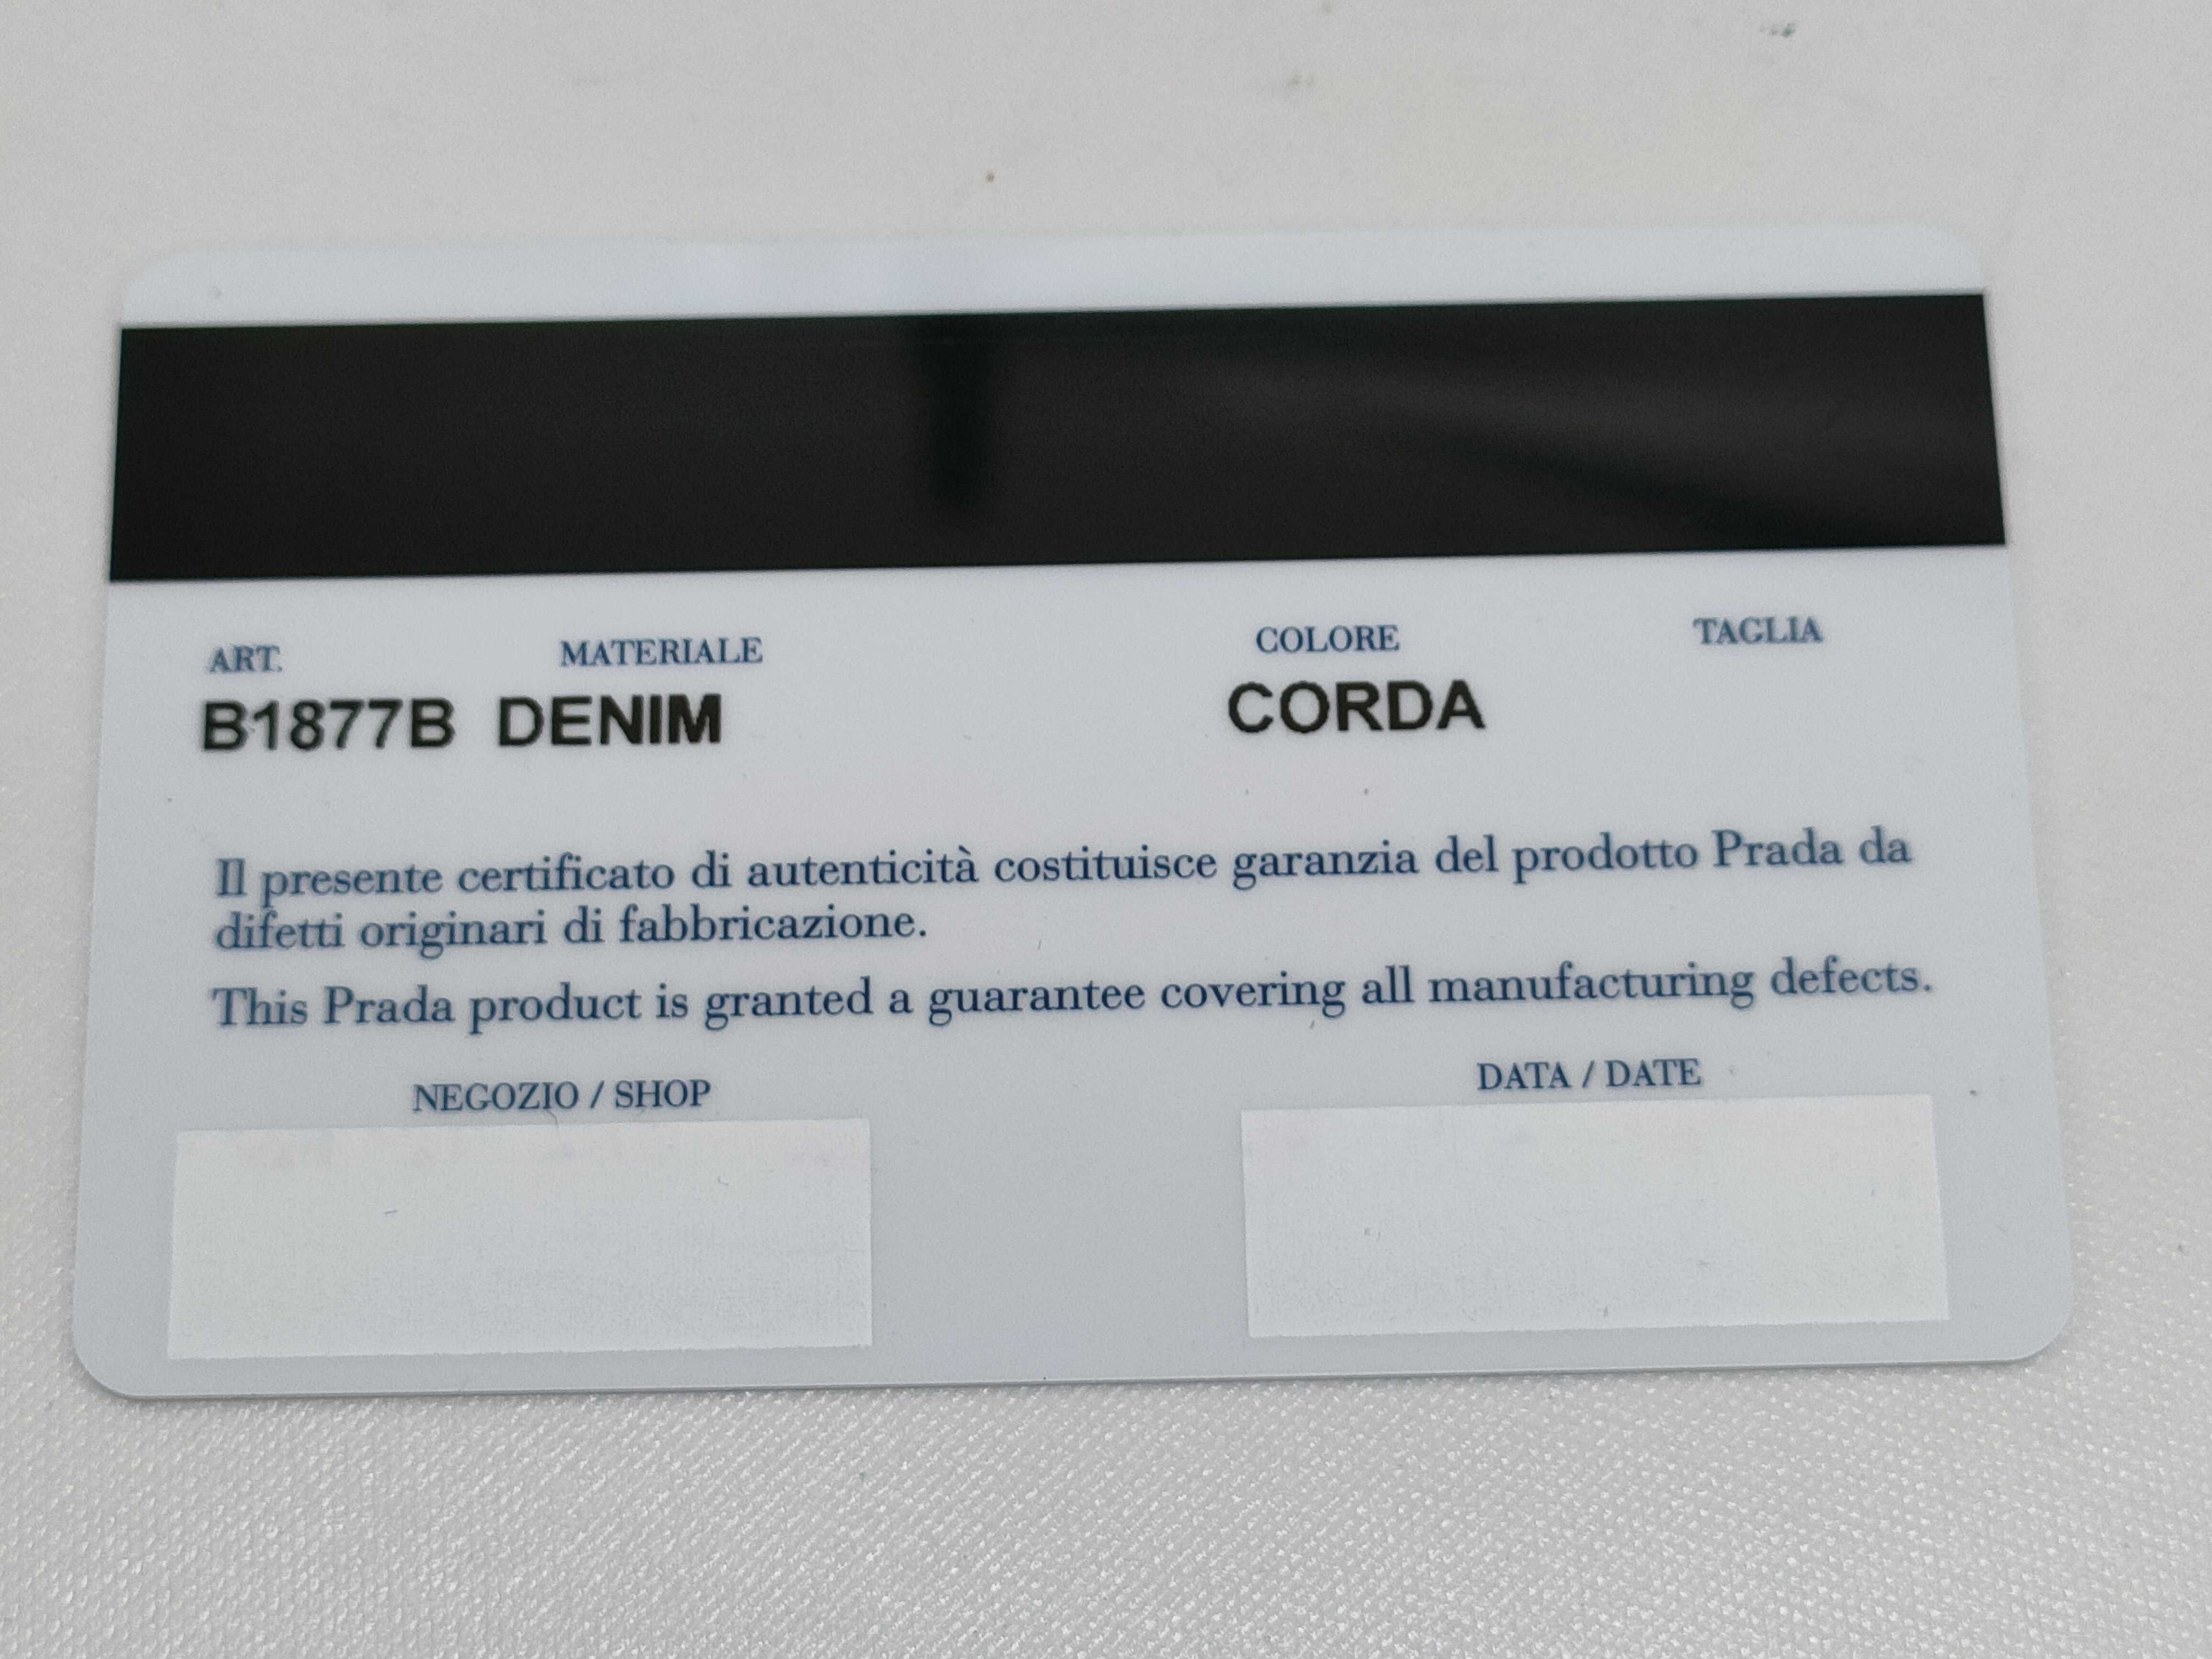 ART. MATERIALE COLORE TAGLIA
B1877B DENIM CORDA
Il presente certificato di autenticità costituisce garanzia del prodotto Prada da
difetti originari di fabbricazione.
This Prada product is granted a guarantee covering all manufacturing defects.
NEGOZIO / SHOP DATA / DATE